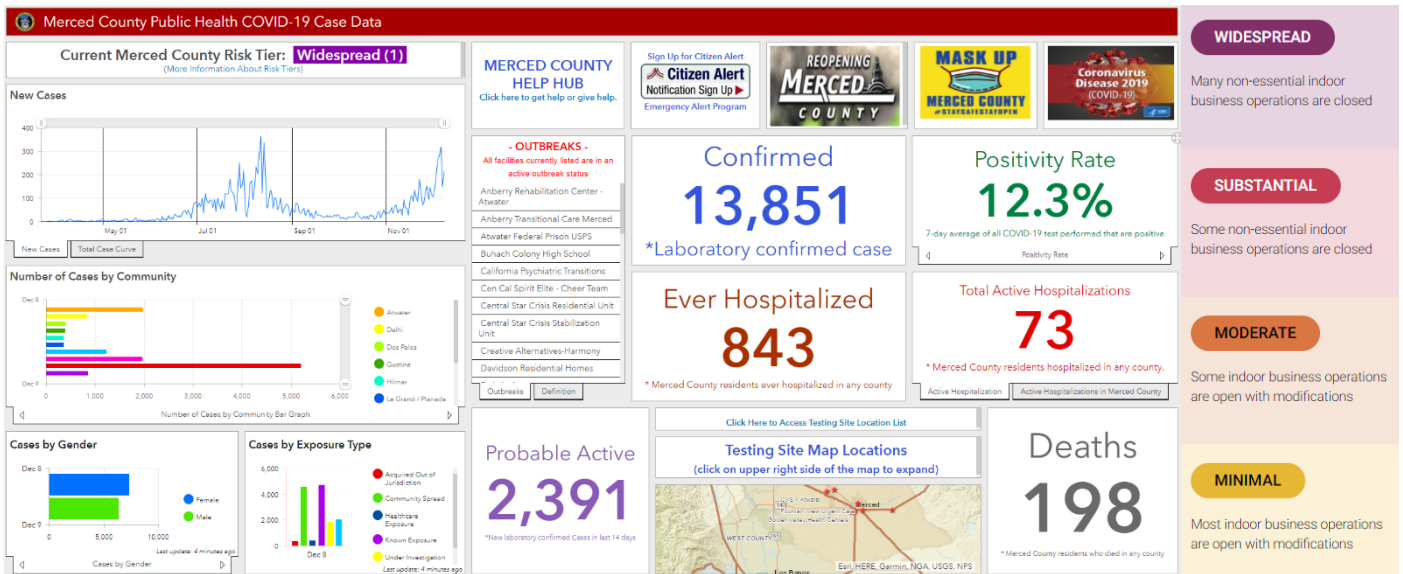 Merced County Public Health COVID-19 Case Data
Current Merced County Risk Tier: Widespread (1)
(More Information About Risk Tiers)
New Cases
400
300
200
100
0
May 01
Jul 01
Sep 01
Nov 01
New Cases
Total Case Curve
Number of Cases by Community
Dec 8
Dec 9
0
1,000
2,000
3,000
4,000
5,000
6,000
Atwater
Delhi
Dos Palos
Gustine
Hilmar
Le Grand / Planada
Number of Cases by Community Bar Graph
Cases by Gender
Dec 8
Dec 9
0
5,000
10,000
Female
Male
Last update: 4 minutes ago
Cases by Gender
Cases by Exposure Type
6,000
4,000
2,000
0
Dec 8
Acquired Out of
Jurisdiction
Community Spread
Healthcare
Exposure
Known Exposure
Under Investigation
Last update: 4 minutes ago
MERCED COUNTY
HELP HUB
Click here to get help or give help.
Sign Up for Citizen Alert
Citizen Alert
Notification Sign Up
Emergency Alert Program
REOPENING
MERCED
COUNTY
MASK UP
MERCED COUNTY
#STAYSAFESTAYOPEN
Coronavirus
Disease 2019
(COVID-19)
CDC
- OUTBREAKS -
All facilities currently listed are in an
active outbreak status
Anberry Rehabilitation Center -
Atwater
Anberry Transitional Care Merced
Atwater Federal Prison USPS
Buhach Colony High School
California Psychiatric Transitions
Cen Cal Spirit Elite - Cheer Team
Central Star Crisis Residential Unit
Central Star Crisis Stabilization
Unit
Creative Alternatives-Harmony
Davidson Residential Homes
Outbreaks
Definition
Confirmed
13,851
*Laboratory confirmed case
Positivity Rate
12.3%
7-day average of all COVID-19 test performed that are positive
Positivity Rate
Ever Hospitalized
843
* Merced County residents ever hospitalized in any county
Total Active Hospitalizations
73
* Merced County residents hospitalized in any county.
Active Hospitalization
Active Hospitalizations in Merced County
Probable Active
2,391
*New laboratory confirmed Cases in last 14 days
Click Here to Access Testing Site Location List
Testing Site Map Locations
(click on upper right side of the map to expand)
CVS - Atwater
Merced
Golden Valley Health Centers
WEST COUNTY
Los Banos
Esri, HERE, Garmin, NGA, USGS, NPS
Deaths
198
* Merced County residents who died in any county
WIDESPREAD
Many non-essential indoor
business operations are closed
SUBSTANTIAL
Some non-essential indoor
business operations are closed
MODERATE
Some indoor business operations
are open with modifications
MINIMAL
Most indoor business operations
are open with modifications